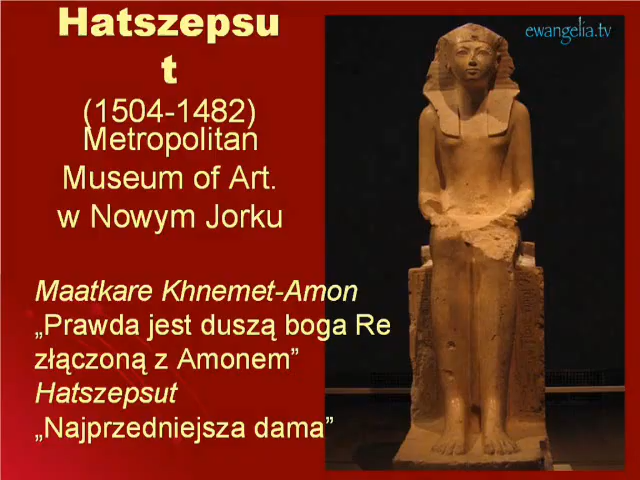 Hatszepsu
t
(1504-1482)
Metropolitan
Museum of Art.
w Nowym Jorku
Maatkare Khnemet-Amon
„Prawda jest duszą boga Re
złączoną z Amonem”
Hatszepsut
„Najprzedniejsza dama”
ewangelia.tv